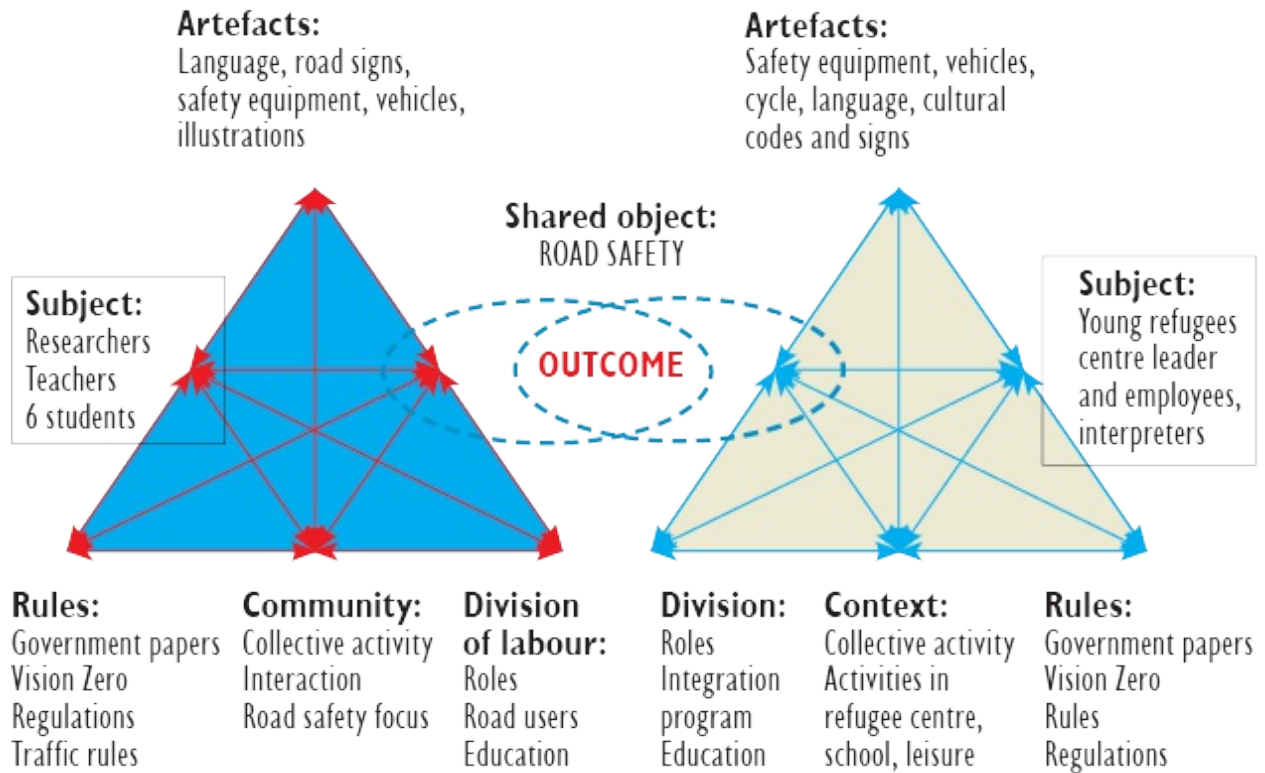 Artefacts:
Language, road signs,
safety equipment, vehicles,
illustrations
Artefacts:
Safety equipment, vehicles,
cycle, language, cultural
codes and signs
Shared object:
ROAD SAFETY
Subject:
Researchers
Teachers
6 students
OUTCOME
Subject:
Young refugees
centre leader
and employees,
interpreters
Rules:
Government papers
Vision Zero
Regulations
Traffic rules
Community:
Collective activity
Interaction
Road safety focus
Division
of labour:
Roles
Road users
Education
Division:
Roles
Integration
program
Education
Context:
Collective activity
Activities in
refugee centre,
school, leisure
Rules:
Government papers
Vision Zero
Rules
Regulations